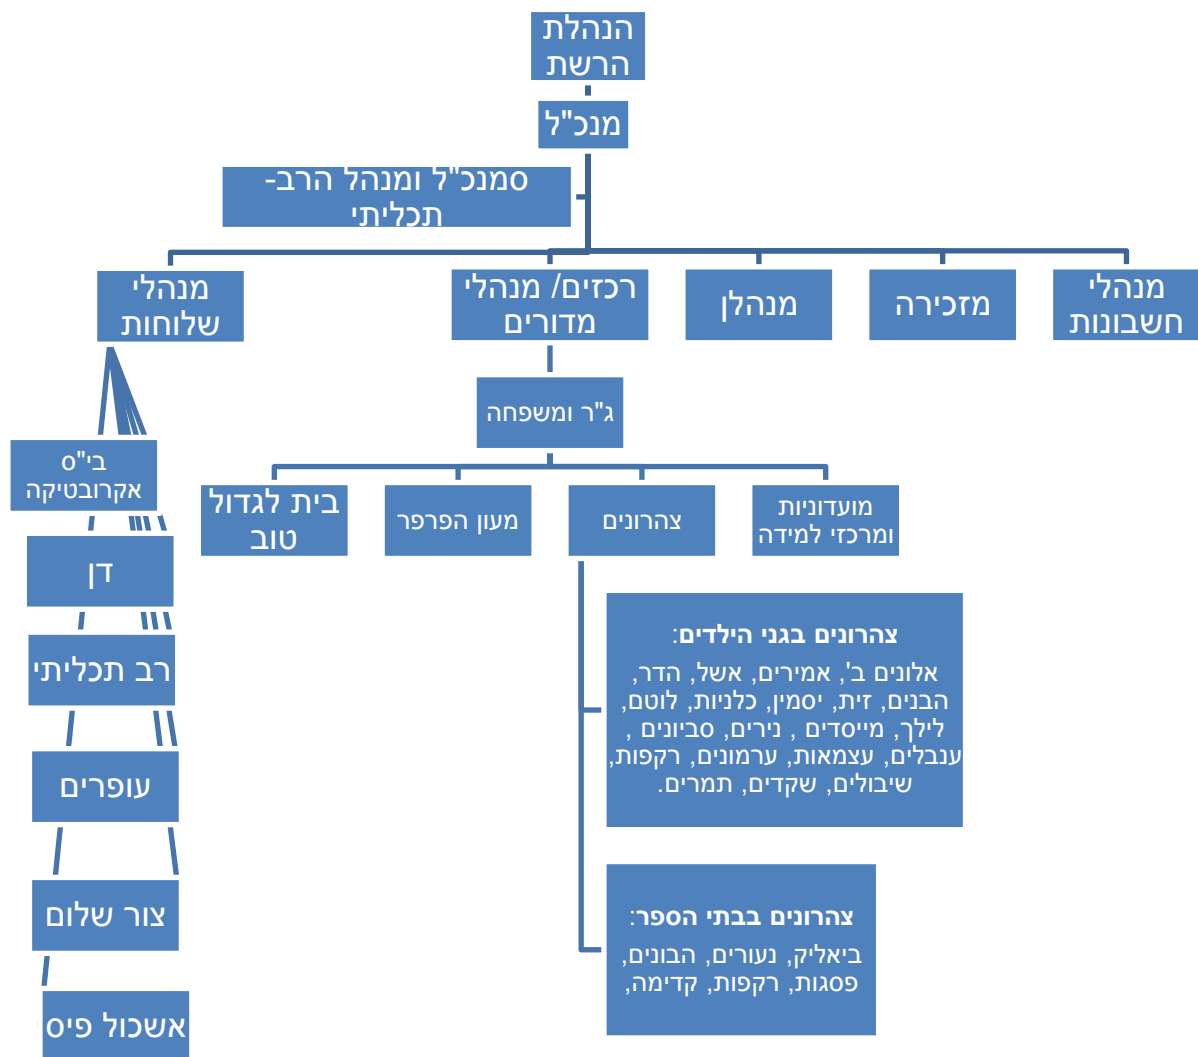 הנהלת
הרשת
מנכ"ל
סמנכ"ל ומנהל הרב-
תכליתי
מנהלי
חשבונות
מזכירה
מנהלן
רכזים/ מנהלי
מדורים
מנהלי
שלוחות
ג"ר ומשפחה
מועדוניות
ומרכזי למידה
צהרונים
מעון הפרפר
בית לגדול
טוב
צהרונים בגני הילדים:
אלונים ב', אמירים, אשל, הדר,
הבנים, זית, יסמין, כלניות, לוטם,
לילך, מייסדים , נירים, סביונים ,
ענבלים, עצמאות, ערמונים, רקפות,
שיבולים, שקדים, תמרים.
צהרונים בבתי הספר:
ביאליק, נעורים, הבונים,
פסגות, רקפות, קדימה,
בי"ס
אקרובטיקה
דן
רב תכליתי
עופרים
צור שלום
אשכול פיס